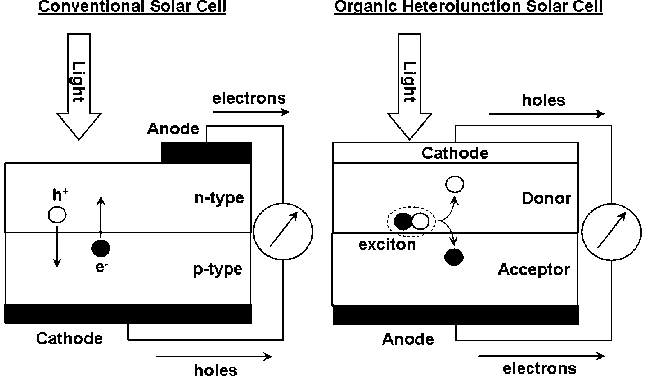 Conventional Solar Cell
Light
electrons
Anode
h+
n-type
e-
p-type
Cathode
holes
Organic Heterojunction Solar Cell
Light
holes
Cathode
Donor
exciton
Acceptor
Anode
electrons